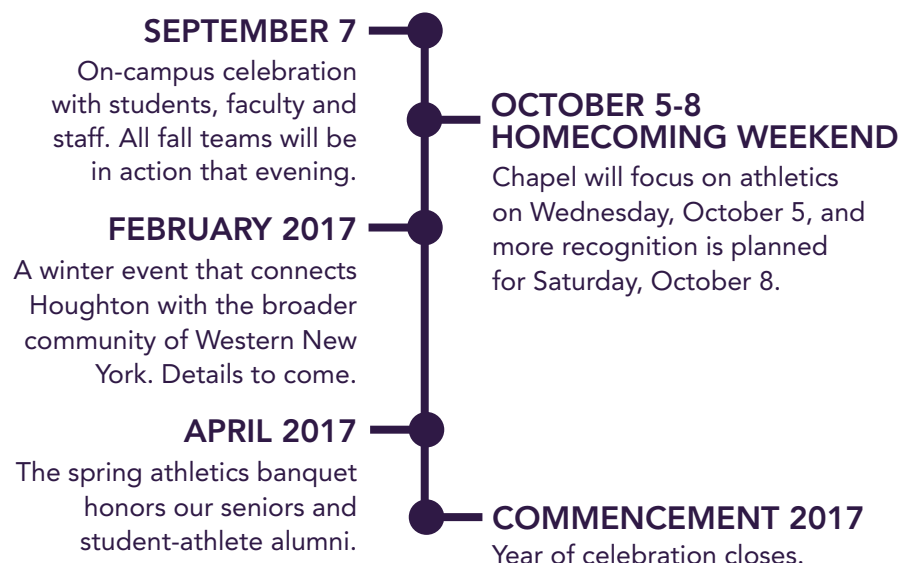 SEPTEMBER 7
On-campus celebration
with students, faculty and
staff. All fall teams will be
in action that evening.
OCTOBER 5-8
HOMECOMING WEEKEND
Chapel will focus on athletics
on Wednesday, October 5, and
more recognition is planned
for Saturday, October 8.
FEBRUARY 2017
A winter event that connects
Houghton with the broader
community of Western New
York. Details to come.
APRIL 2017
The spring athletics banquet
honors our seniors and
student-athlete alumni.
COMMENCEMENT 2017
Year of celebration closes.